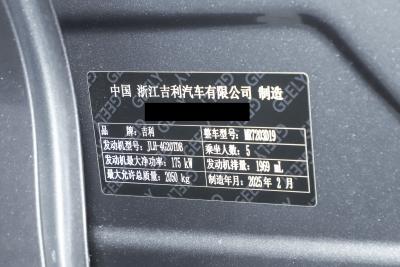 中国 浙江吉利汽车有限公司 制造
品 牌：吉利 整车型号：MR7203D19
发动机型号：JLH-4G20TDB 乘坐人数：5
发动机最大净功率：175 kW 发动机排量：1969 mL
最大允许总质量：2050 kg 制造年月：2025 年 2 月
GEELY